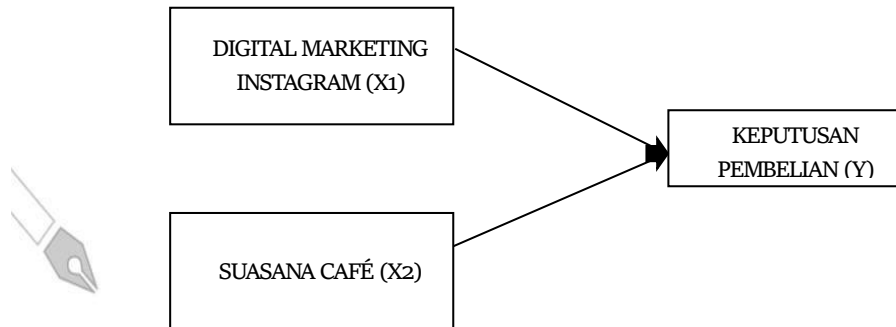 DIGITAL MARKETING
INSTAGRAM (X1)
KEPUTUSAN
PEMBELIAN (Y)
SUASANA CAFÉ (X2)